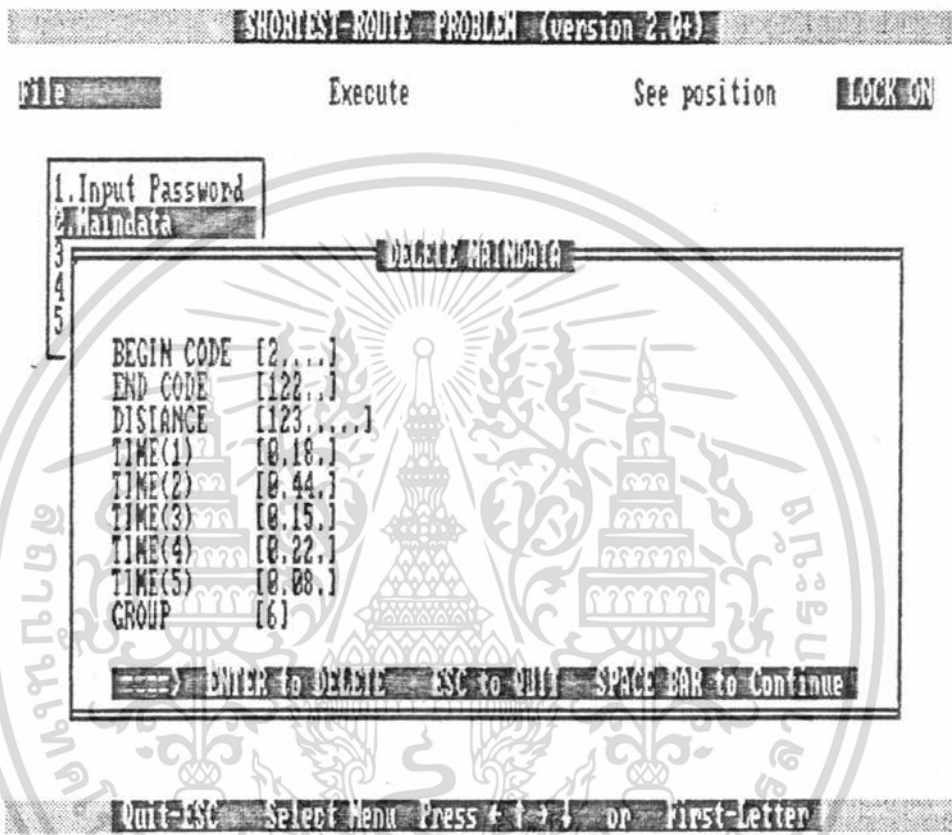 SHORTEST-ROUTE PROBLEM (version 2.0+)
File Execute See position LOCK ON
1.Input Password
2.Maindata
3
4
5
DELETE MAINDATA
BEGIN CODE [2....]
END CODE [122..]
DISTANCE [123.....]
TIME(1) [0.18.]
TIME(2) [0.44.]
TIME(3) [0.15.]
TIME(4) [0.22.]
TIME(5) [0.08.]
GROUP [6]
====> ENTER to DELETE - ESC to QUIT SPACE BAR to Continue
Quit-ESC Select Menu Press ← ↑ → ↓ or First-Letter